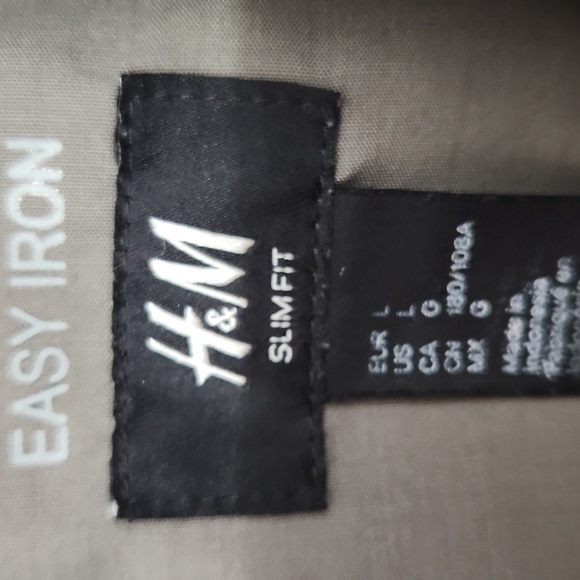 EASY IRON
H&M
SLIM FIT
EUR L
US L
CA G
CN 180/108A
MX G
Made in
Indonesia